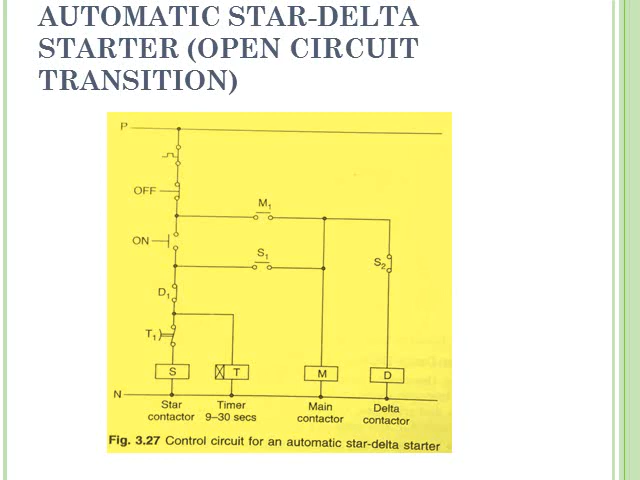 AUTOMATIC STAR-DELTA
STARTER (OPEN CIRCUIT
TRANSITION)
P
OFF
M1
ON
S1
S2
D1
T1
S
T
M
D
N
Star
contactor
Timer
9–30 secs
Main
contactor
Delta
contactor
Fig. 3.27 Control circuit for an automatic star-delta starter